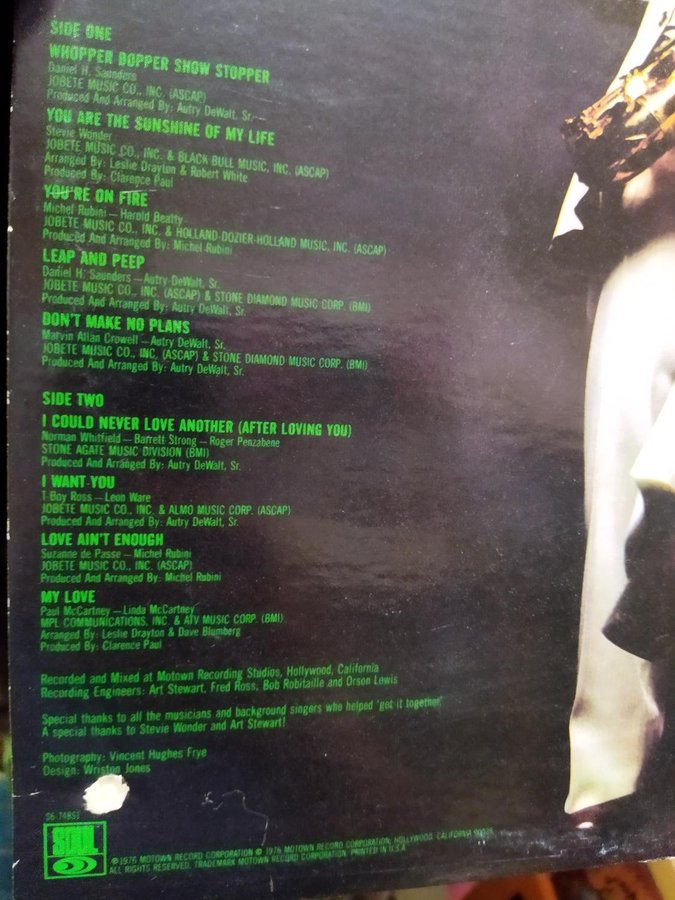 SIDE ONE
WHOPPER BOPPER SHOW STOPPER
Daniel H. Saunders
JOBETE MUSIC CO., INC. (ASCAP)
Produced And Arranged By: Autry DeWalt, Sr.
YOU ARE THE SUNSHINE OF MY LIFE
Stevie Wonder
JOBETE MUSIC CO., INC. & BLACK BULL MUSIC, INC. (ASCAP)
Arranged By: Leslie Drayton & Robert White
Produced By: Clarence Paul
YOU'RE ON FIRE
Michel Rubini — Harold Beatty
JOBETE MUSIC CO., INC. & HOLLAND-DOZIER-HOLLAND MUSIC, INC. (ASCAP)
Produced And Arranged By: Michel Rubini
LEAP AND PEEP
Daniel H. Saunders — Autry DeWalt, Sr.
JOBETE MUSIC CO., INC. (ASCAP) & STONE DIAMOND MUSIC CORP. (BMI)
Produced And Arranged By: Autry DeWalt, Sr.
DON'T MAKE NO PLANS
Marvin Allan Crowell — Autry DeWalt, Sr.
JOBETE MUSIC CO., INC. (ASCAP) & STONE DIAMOND MUSIC CORP. (BMI)
Produced And Arranged By: Autry DeWalt, Sr.
SIDE TWO
I COULD NEVER LOVE ANOTHER (AFTER LOVING YOU)
Norman Whitfield — Barrett Strong — Roger Penzabene
STONE AGATE MUSIC DIVISION (BMI)
Produced And Arranged By: Autry DeWalt, Sr.
I WANT YOU
T-Boy Ross — Leon Ware
JOBETE MUSIC CO., INC. & ALMO MUSIC CORP. (ASCAP)
Produced And Arranged By: Autry DeWalt, Sr.
LOVE AIN'T ENOUGH
Suzanne de Passe — Michel Rubini
JOBETE MUSIC CO., INC. (ASCAP)
Produced And Arranged By: Michel Rubini
MY LOVE
Paul McCartney — Linda McCartney
MPL COMMUNICATIONS, INC. & ATV MUSIC CORP. (BMI)
Arranged By: Leslie Drayton & Dave Blumberg
Produced By: Clarence Paul
Recorded and Mixed at Motown Recording Studios, Hollywood, California
Recording Engineers: Art Stewart, Fred Ross, Bob Robitaille and Orson Lewis
Special thanks to all the musicians and background singers who helped 'get it together.'
A special thanks to Stevie Wonder and Art Stewart!
Photography: Vincent Hughes Frye
Design: Wriston Jones
S6-748S1
SOUL
℗ 1976 MOTOWN RECORD CORPORATION © 1976 MOTOWN RECORD CORPORATION, HOLLYWOOD, CALIFORNIA
ALL RIGHTS RESERVED. TRADEMARK MOTOWN RECORD CORPORATION. PRINTED IN U.S.A.